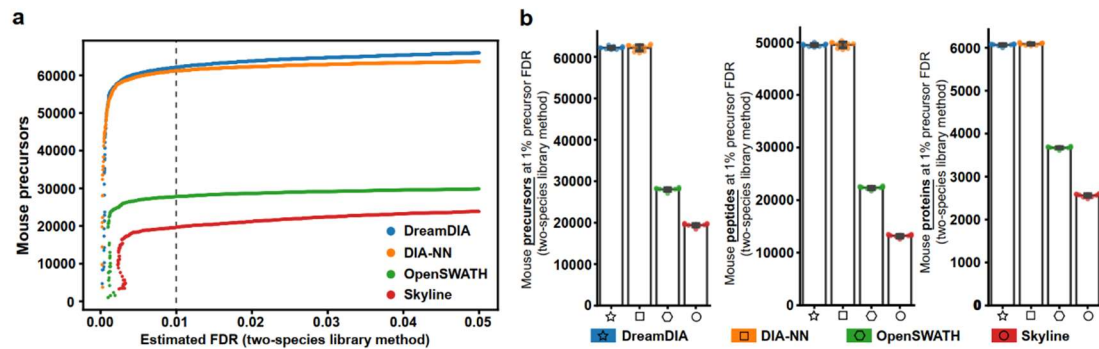 a
Mouse precursors
60000
50000
40000
30000
20000
10000
0
0.00 0.01 0.02 0.03 0.04 0.05
Estimated FDR (two-species library method)
DreamDIA
DIA-NN
OpenSWATH
Skyline
b
Mouse precursors at 1% precursor FDR
(two-species library method)
60000
50000
40000
30000
20000
10000
0
Mouse peptides at 1% precursor FDR
(two-species library method)
50000
40000
30000
20000
10000
0
Mouse proteins at 1% precursor FDR
(two-species library method)
6000
5000
4000
3000
2000
1000
0
DreamDIA DIA-NN OpenSWATH Skyline